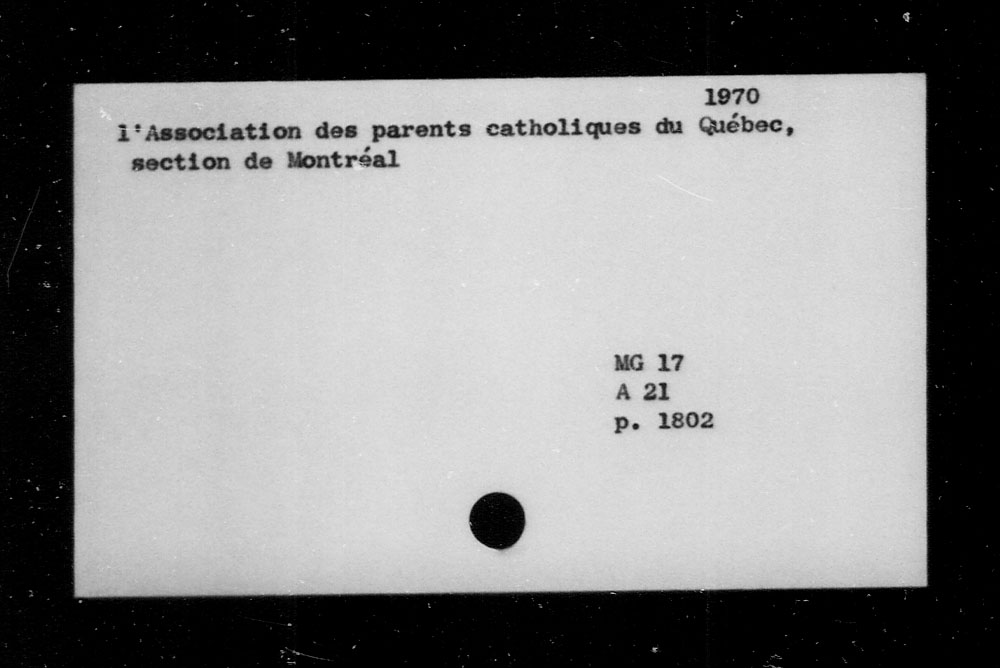 1970
l'Association des parents catholiques du Québec,
section de Montréal
MG 17
A 21
p. 1802